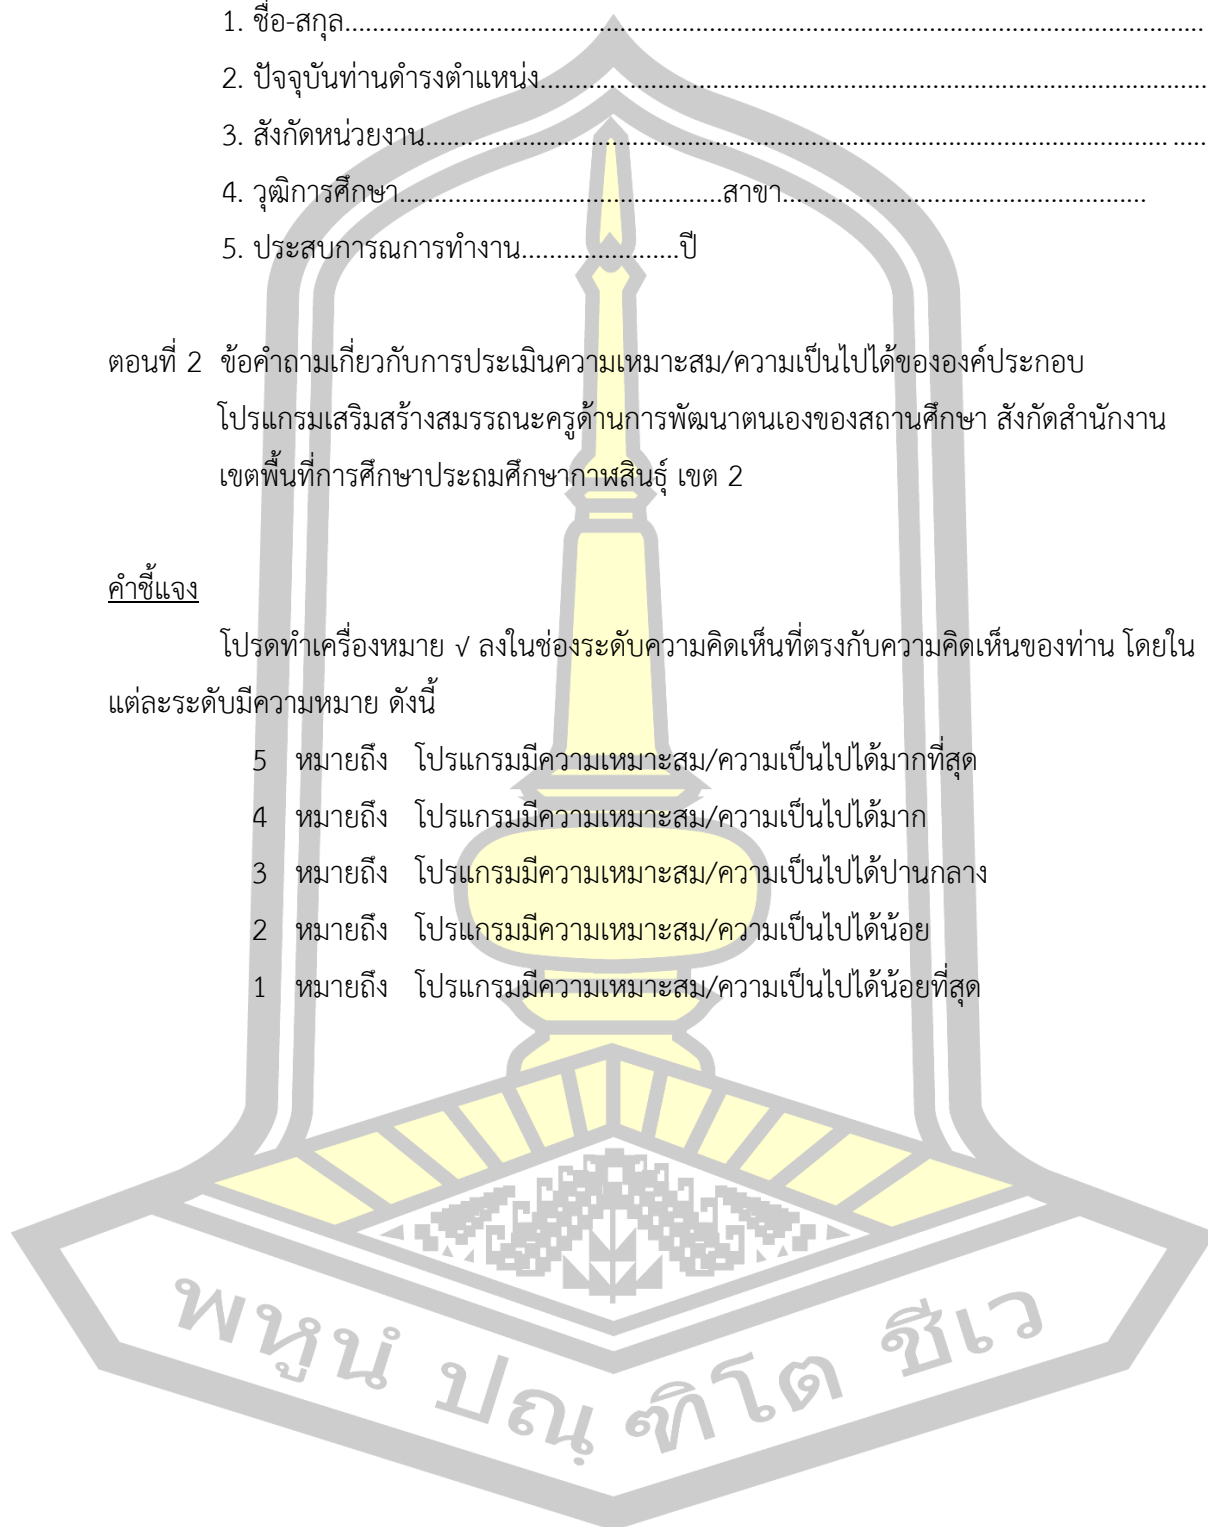 1. ชื่อ-สกุล........................................................................................................................
2. ปัจจุบันท่านดำรงตำแหน่ง................................................................................................
3. สังกัดหน่วยงาน.......................................................................................................... .....
4. วุฒิการศึกษา..............................................สาขา....................................................
5. ประสบการณการทำงาน......................ปี
ตอนที่ 2 ข้อคำถามเกี่ยวกับการประเมินความเหมาะสม/ความเป็นไปได้ขององค์ประกอบ
โปรแกรมเสริมสร้างสมรรถนะครูด้านการพัฒนาตนเองของสถานศึกษา สังกัดสำนักงาน
เขตพื้นที่การศึกษาประถมศึกษากาฬสินธุ์ เขต 2
คำชี้แจง
โปรดทำเครื่องหมาย √ ลงในช่องระดับความคิดเห็นที่ตรงกับความคิดเห็นของท่าน โดยใน
แต่ละระดับมีความหมาย ดังนี้
5 หมายถึง โปรแกรมมีความเหมาะสม/ความเป็นไปได้มากที่สุด
4 หมายถึง โปรแกรมมีความเหมาะสม/ความเป็นไปได้มาก
3 หมายถึง โปรแกรมมีความเหมาะสม/ความเป็นไปได้ปานกลาง
2 หมายถึง โปรแกรมมีความเหมาะสม/ความเป็นไปได้น้อย
1 หมายถึง โปรแกรมมีความเหมาะสม/ความเป็นไปได้น้อยที่สุด
พหูนํ ปณฺฑิโต ชีเว